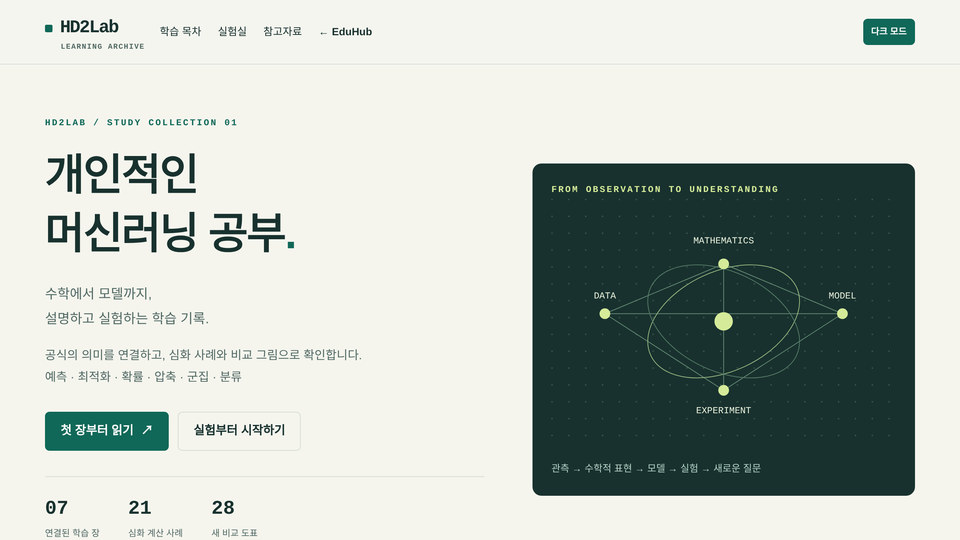 HD2Lab
LEARNING ARCHIVE
학습 목차
실험실
참고자료
← EduHub
다크 모드
HD2LAB / STUDY COLLECTION 01
개인적인
머신러닝 공부.
수학에서 모델까지,
설명하고 실험하는 학습 기록.
공식의 의미를 연결하고, 심화 사례와 비교 그림으로 확인합니다.
예측 · 최적화 · 확률 · 압축 · 군집 · 분류
첫 장부터 읽기 ↗
실험부터 시작하기
07
연결된 학습 장
21
심화 계산 사례
28
새 비교 도표
FROM OBSERVATION TO UNDERSTANDING
MATHEMATICS
DATA
MODEL
EXPERIMENT
관측 → 수학적 표현 → 모델 → 실험 → 새로운 질문